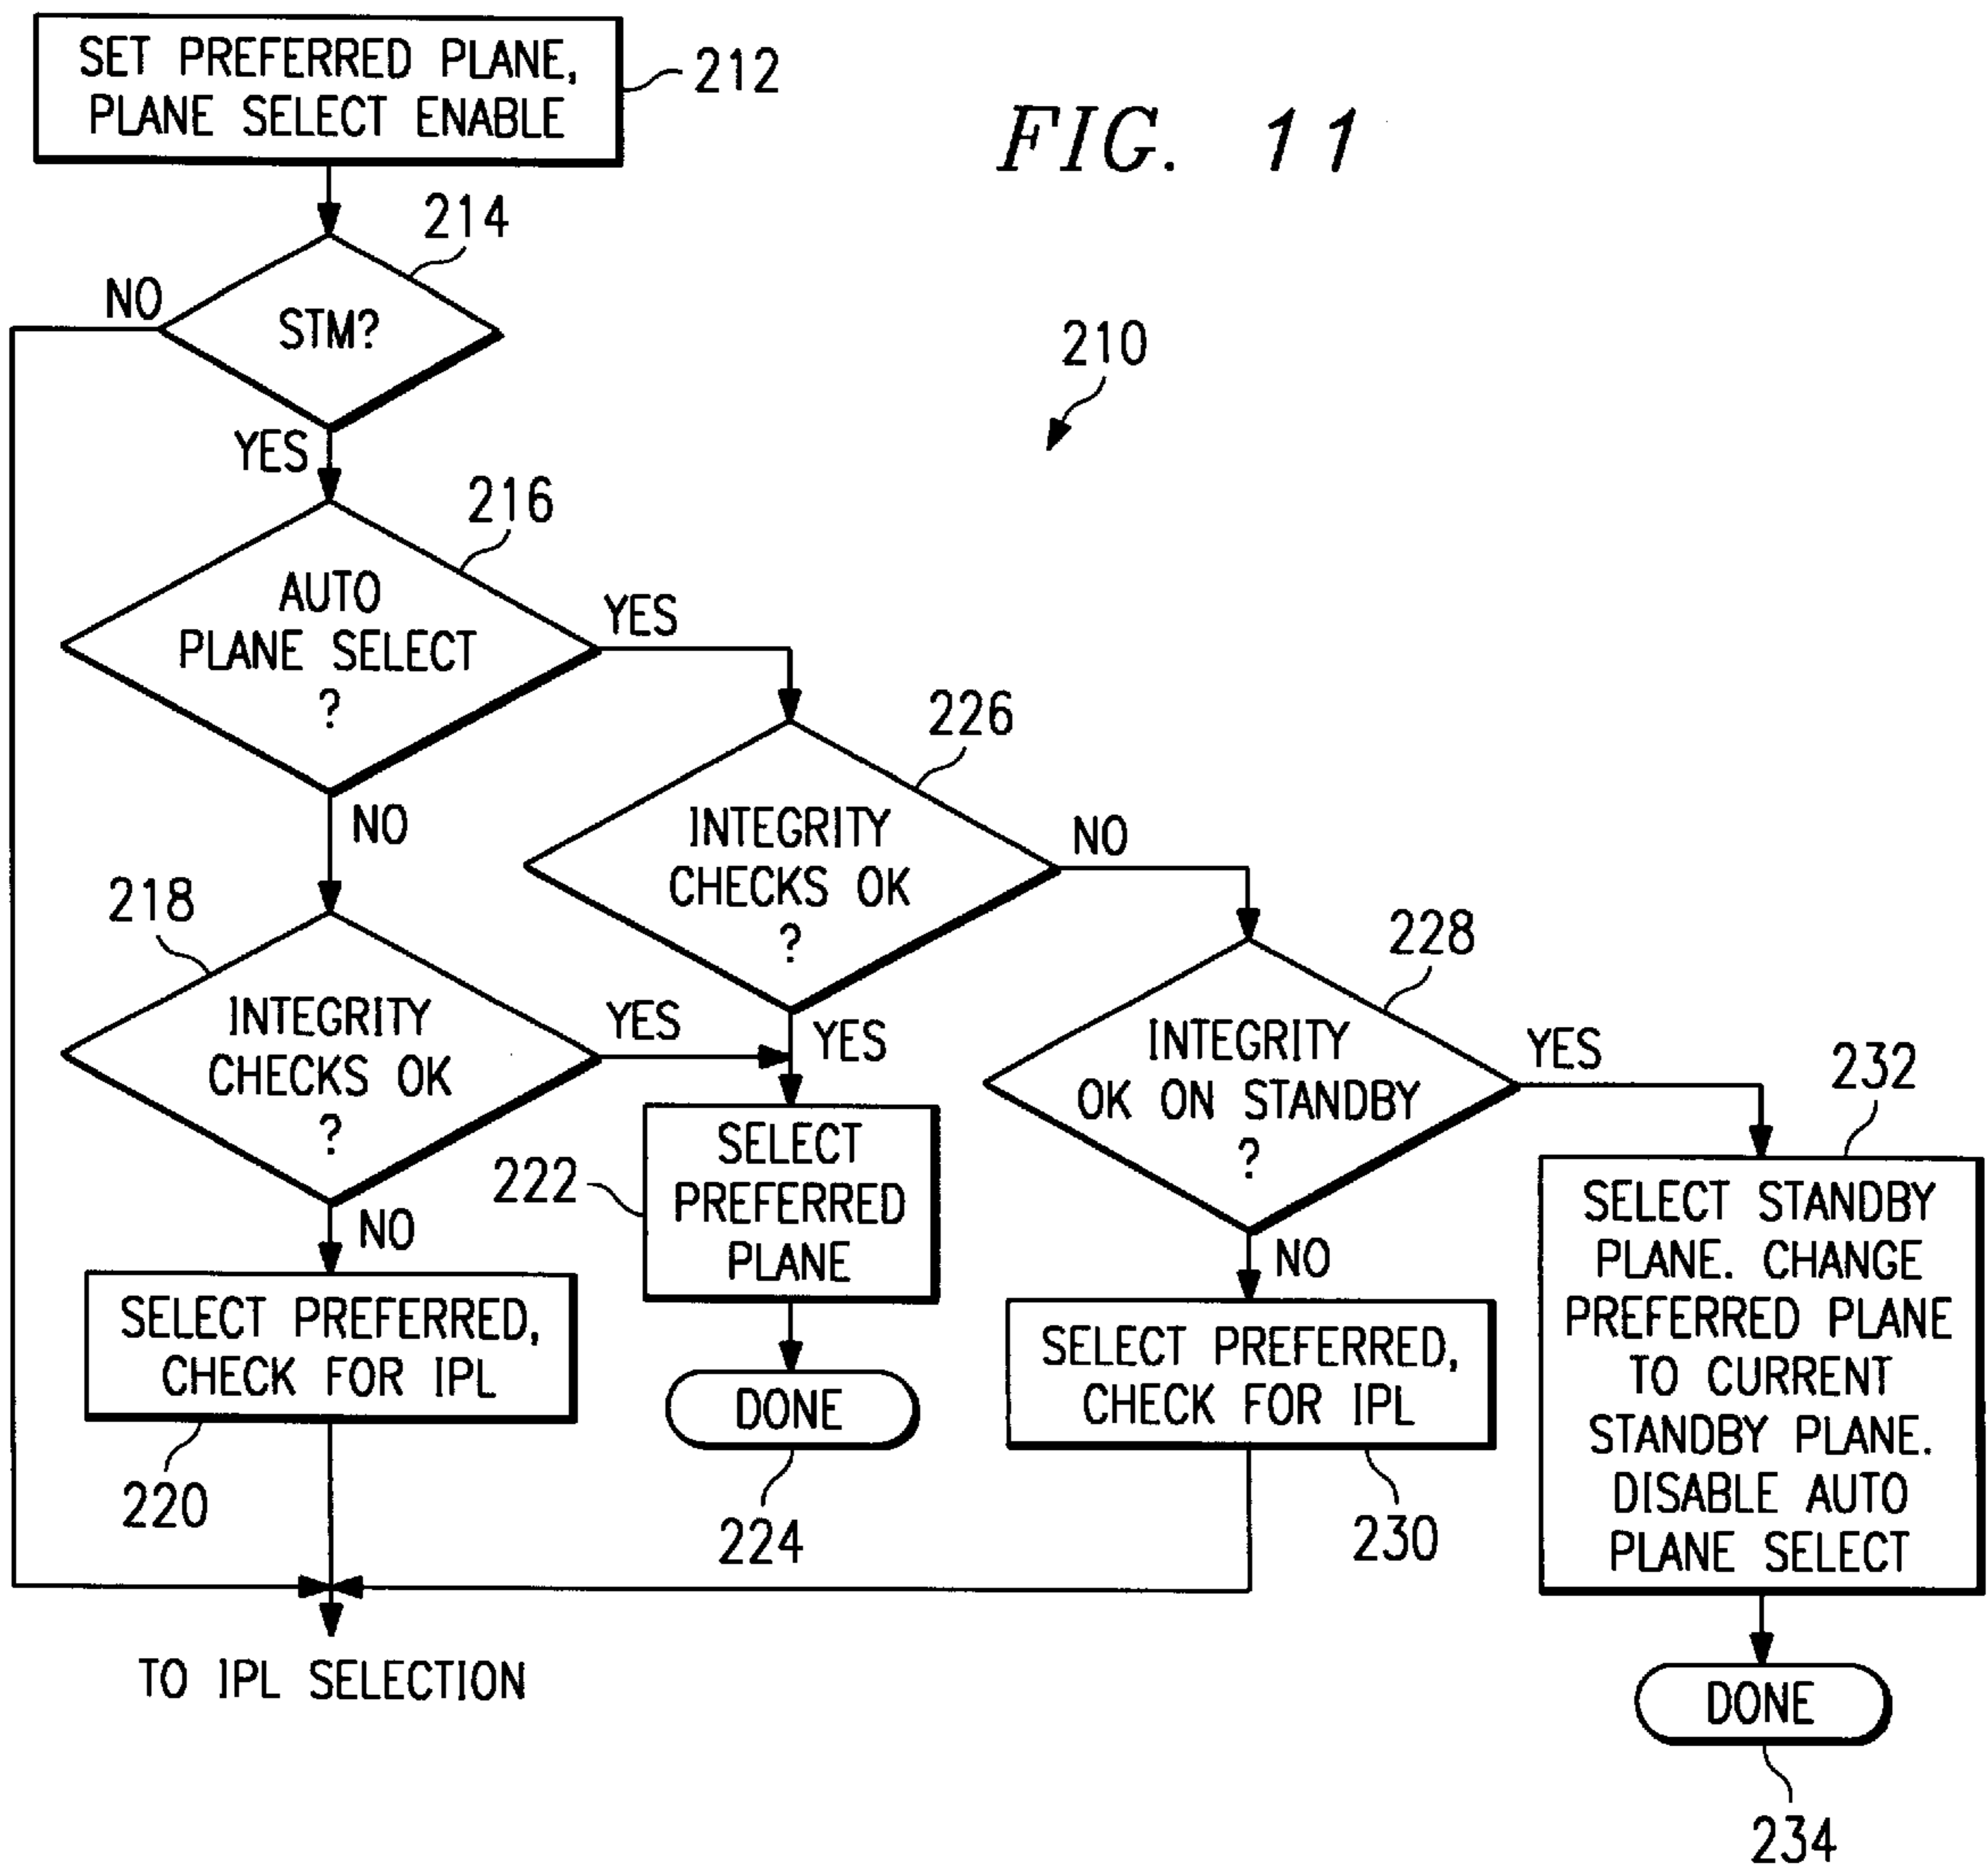 SET PREFERRED PLANE,
PLANE SELECT ENABLE
212
FIG. 11
214
NO
STM?
210
YES
216
AUTO
PLANE SELECT
?
YES
226
NO
INTEGRITY
CHECKS OK
?
NO
218
228
INTEGRITY
CHECKS OK
?
YES
YES
INTEGRITY
OK ON STANDBY
?
YES
232
222
SELECT
PREFERRED
PLANE
NO
NO
SELECT PREFERRED,
CHECK FOR IPL
220
DONE
224
SELECT PREFERRED,
CHECK FOR IPL
230
SELECT STANDBY
PLANE. CHANGE
PREFERRED PLANE
TO CURRENT
STANDBY PLANE.
DISABLE AUTO
PLANE SELECT
TO IPL SELECTION
DONE
234